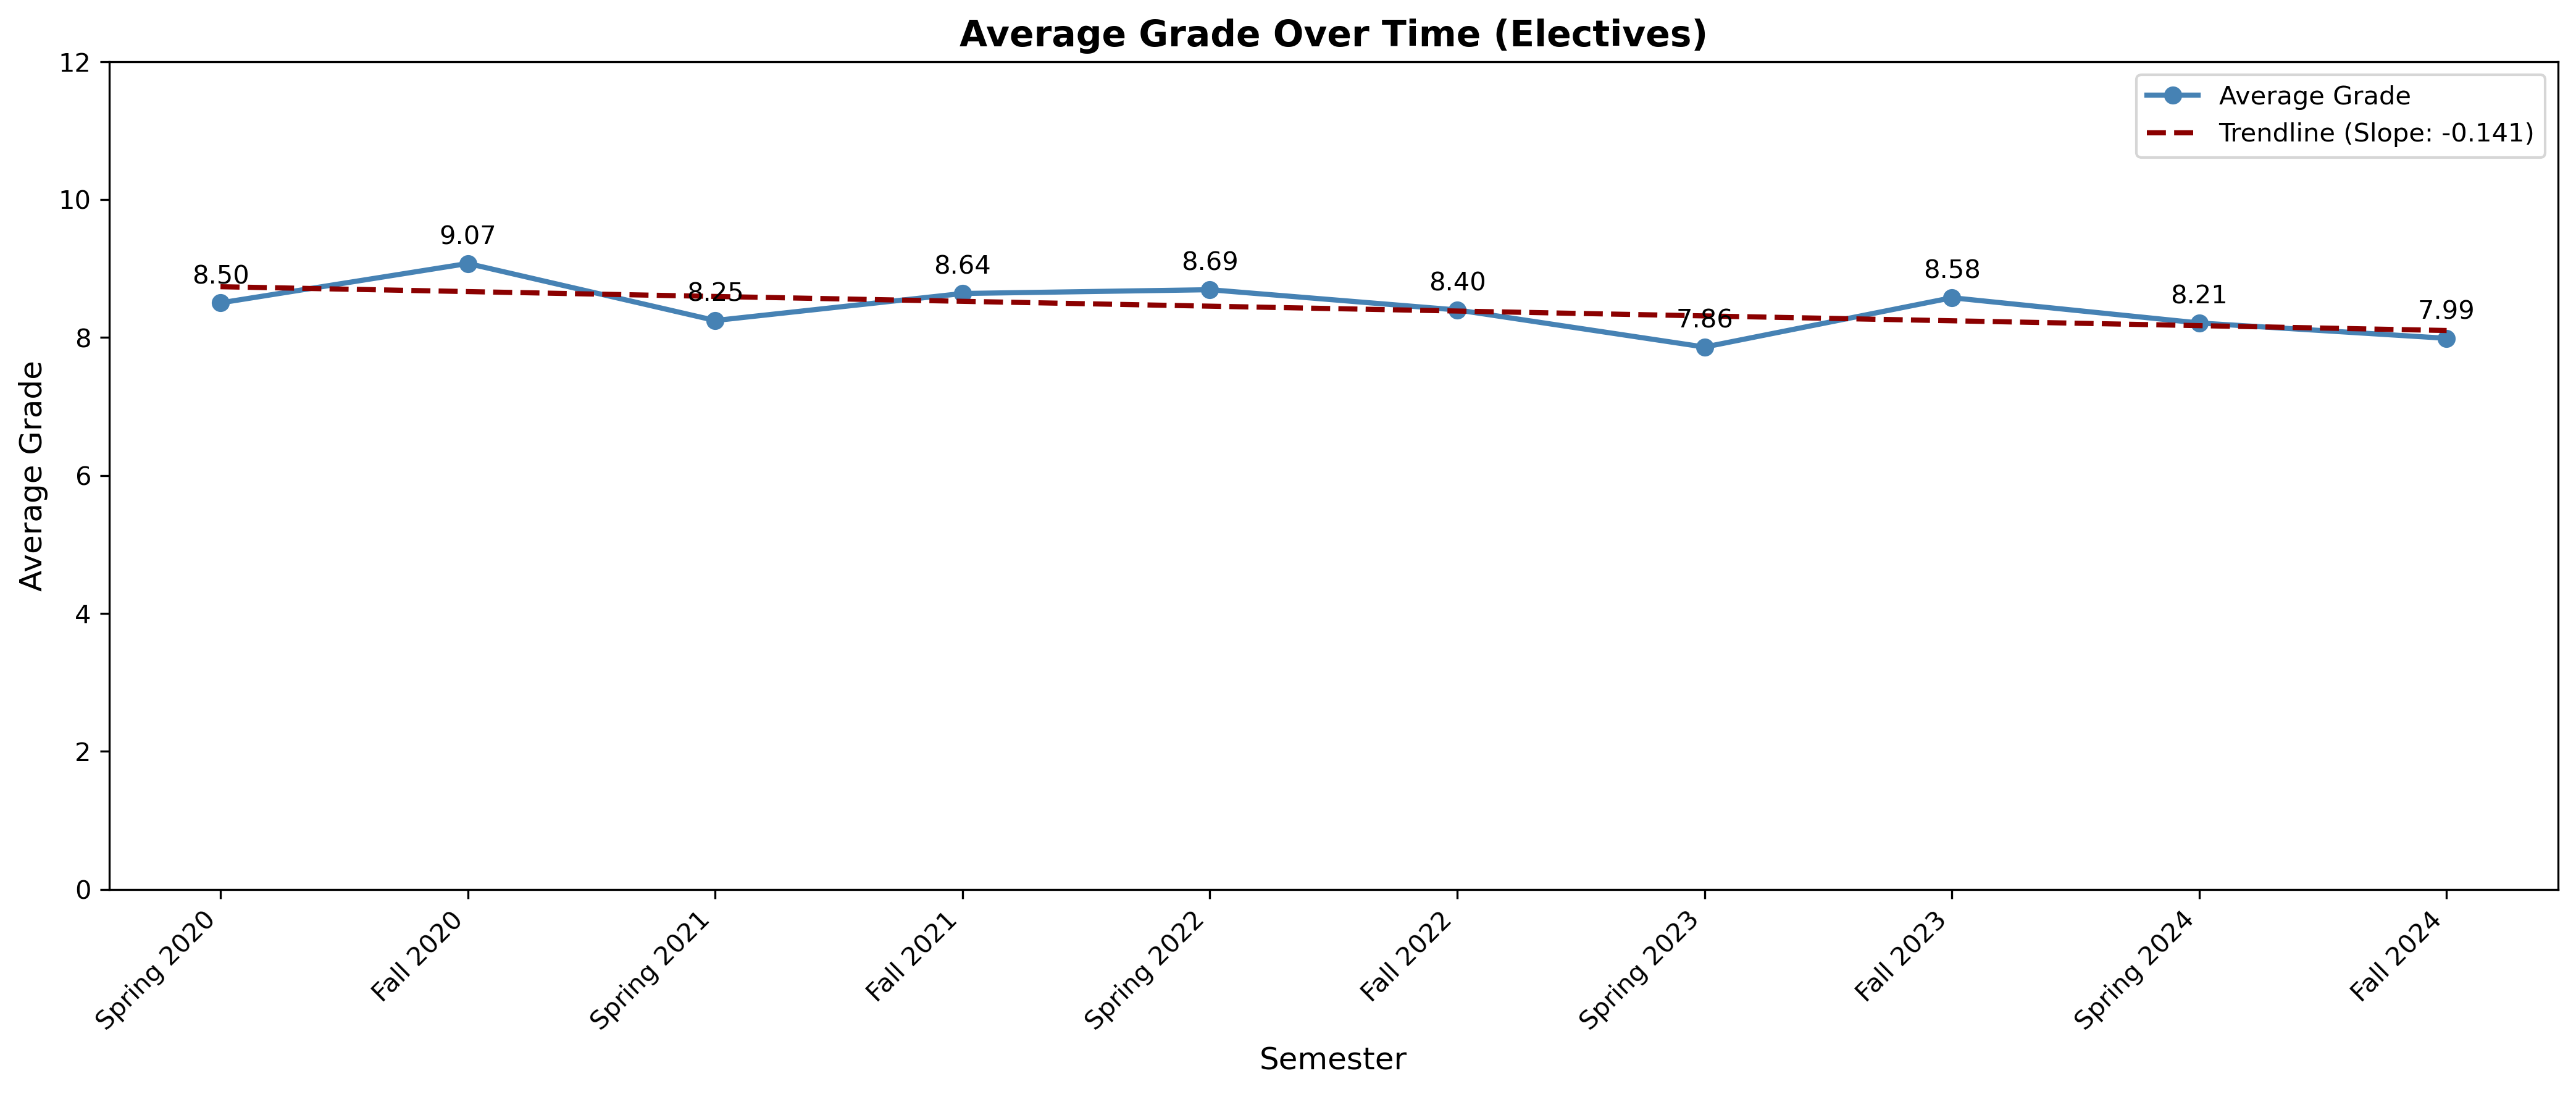 Average Grade Over Time (Electives)
12
10
8
6
4
2
0
Average Grade
Average Grade
Trendline (Slope: -0.141)
8.50
9.07
8.25
8.64
8.69
8.40
7.86
8.58
8.21
7.99
Spring 2020
Fall 2020
Spring 2021
Fall 2021
Spring 2022
Fall 2022
Spring 2023
Fall 2023
Spring 2024
Fall 2024
Semester